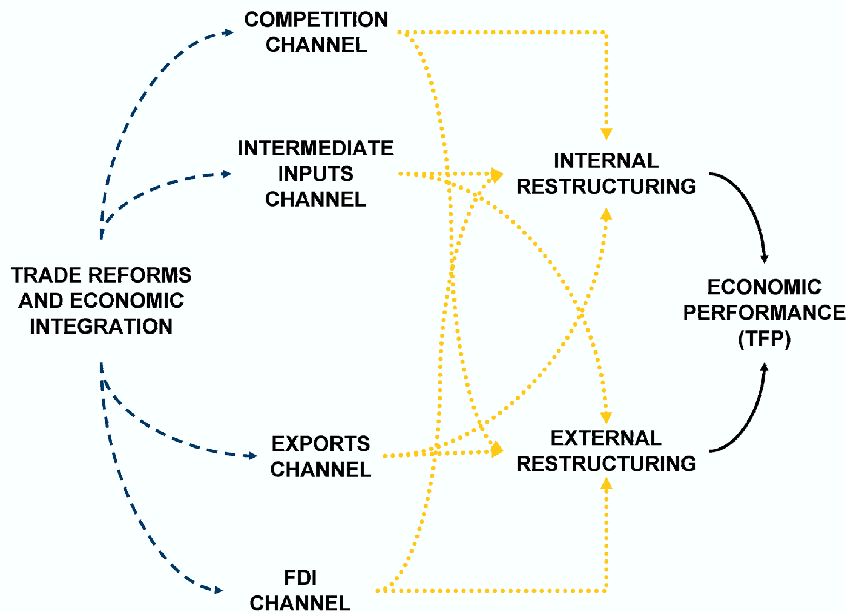 COMPETITION
CHANNEL
INTERMEDIATE
INPUTS
CHANNEL
INTERNAL
RESTRUCTURING
TRADE REFORMS
AND ECONOMIC
INTEGRATION
ECONOMIC
PERFORMANCE
(TFP)
EXPORTS
CHANNEL
EXTERNAL
RESTRUCTURING
FDI
CHANNEL